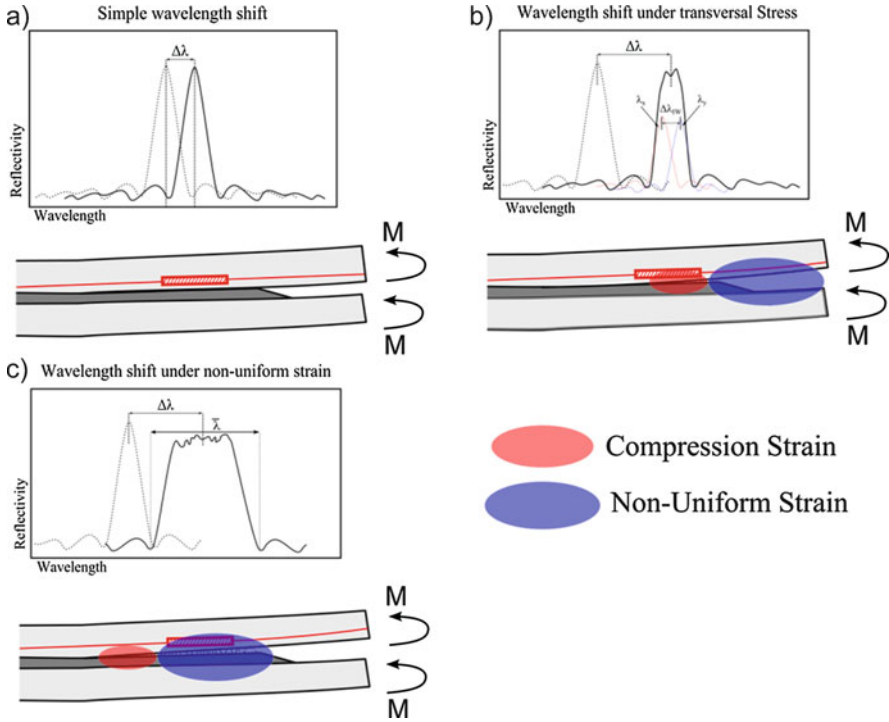 a) Simple wavelength shift
Δλ
Reflectivity
Wavelength
M
M
b) Wavelength shift under transversal Stress
Δλ
λx
Δλew
λy
Reflectivity
Wavelength
M
M
c) Wavelength shift under non-uniform strain
Δλ
λ̄
Reflectivity
Wavelength
M
M
Compression Strain
Non-Uniform Strain